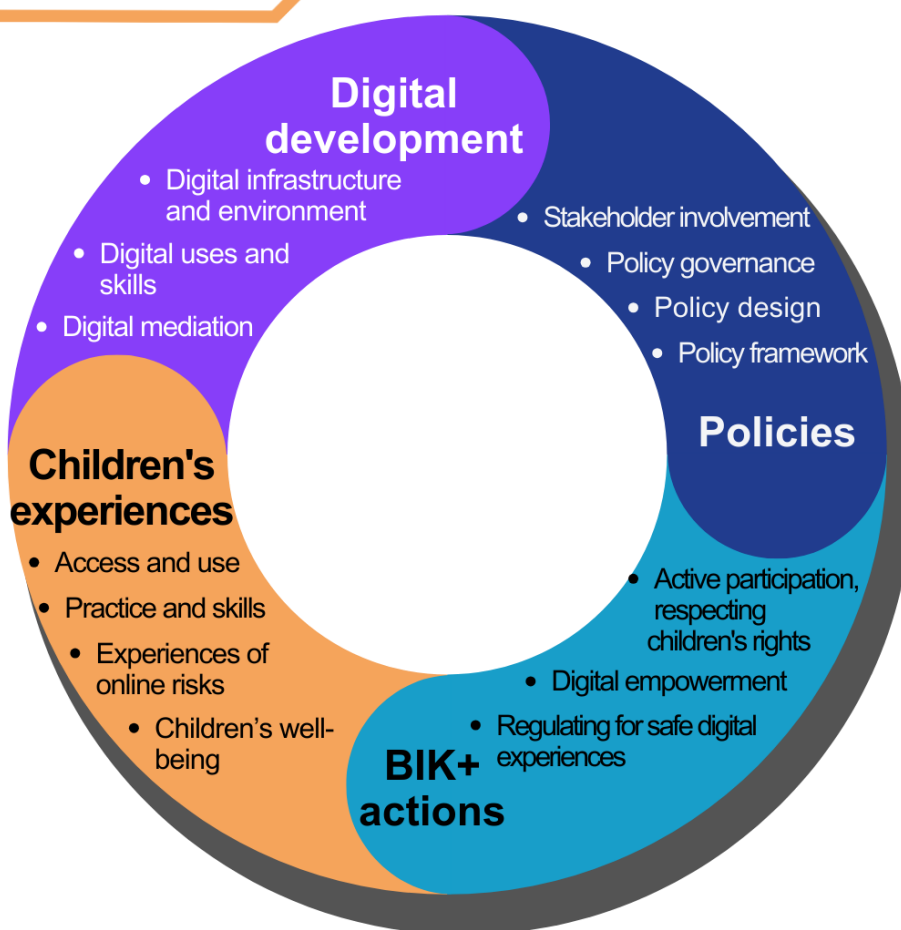 Digital
development
• Digital infrastructure
and environment
• Digital uses and
skills
• Digital mediation
• Stakeholder involvement
• Policy governance
• Policy design
• Policy framework
Policies
Children's
experiences
• Access and use
• Practice and skills
• Experiences of
online risks
• Children’s well-
being
• Active participation,
respecting
children's rights
• Digital empowerment
• Regulating for safe digital
experiences
BIK+
actions